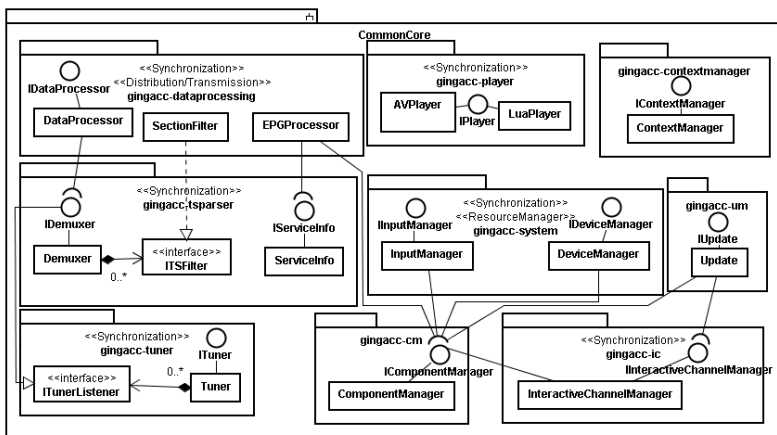 CommonCore
<<Synchronization>>
<<Distribution/Transmission>>
gingacc-dataprocessing
IDataProcessor
DataProcessor
SectionFilter
EPGProcessor
<<Synchronization>>
gingacc-player
AVPlayer
IPlayer
LuaPlayer
gingacc-contextmanager
IContextManager
ContextManager
<<Synchronization>>
gingacc-tsparser
IDemuxer
Demuxer
0..*
<<interface>>
ITSFilter
IServiceInfo
ServiceInfo
<<Synchronization>>
<<ResourceManager>>
gingacc-system
IInputManager
InputManager
IDeviceManager
DeviceManager
gingacc-um
IUpdate
Update
<<Synchronization>>
gingacc-tuner
ITuner
<<interface>>
ITunerListener
0..*
Tuner
gingacc-cm
IComponentManager
ComponentManager
<<Synchronization>>
gingacc-ic
IInteractiveChannelManager
InteractiveChannelManager